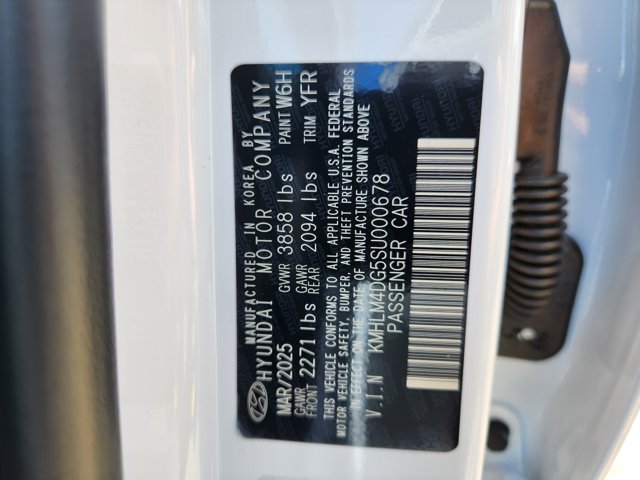 MANUFACTURED IN KOREA BY
HYUNDAI MOTOR COMPANY
MAR/2025 GVWR 3858 lbs PAINT W6H
GAWR FRONT 2271 lbs GAWR REAR 2094 lbs TRIM YFR
THIS VEHICLE CONFORMS TO ALL APPLICABLE U.S.A. FEDERAL
MOTOR VEHICLE SAFETY, BUMPER, AND THEFT PREVENTION STANDARDS
IN EFFECT ON THE DATE OF MANUFACTURE SHOWN ABOVE
V.I.N KMHLM4DG5SU000678
PASSENGER CAR